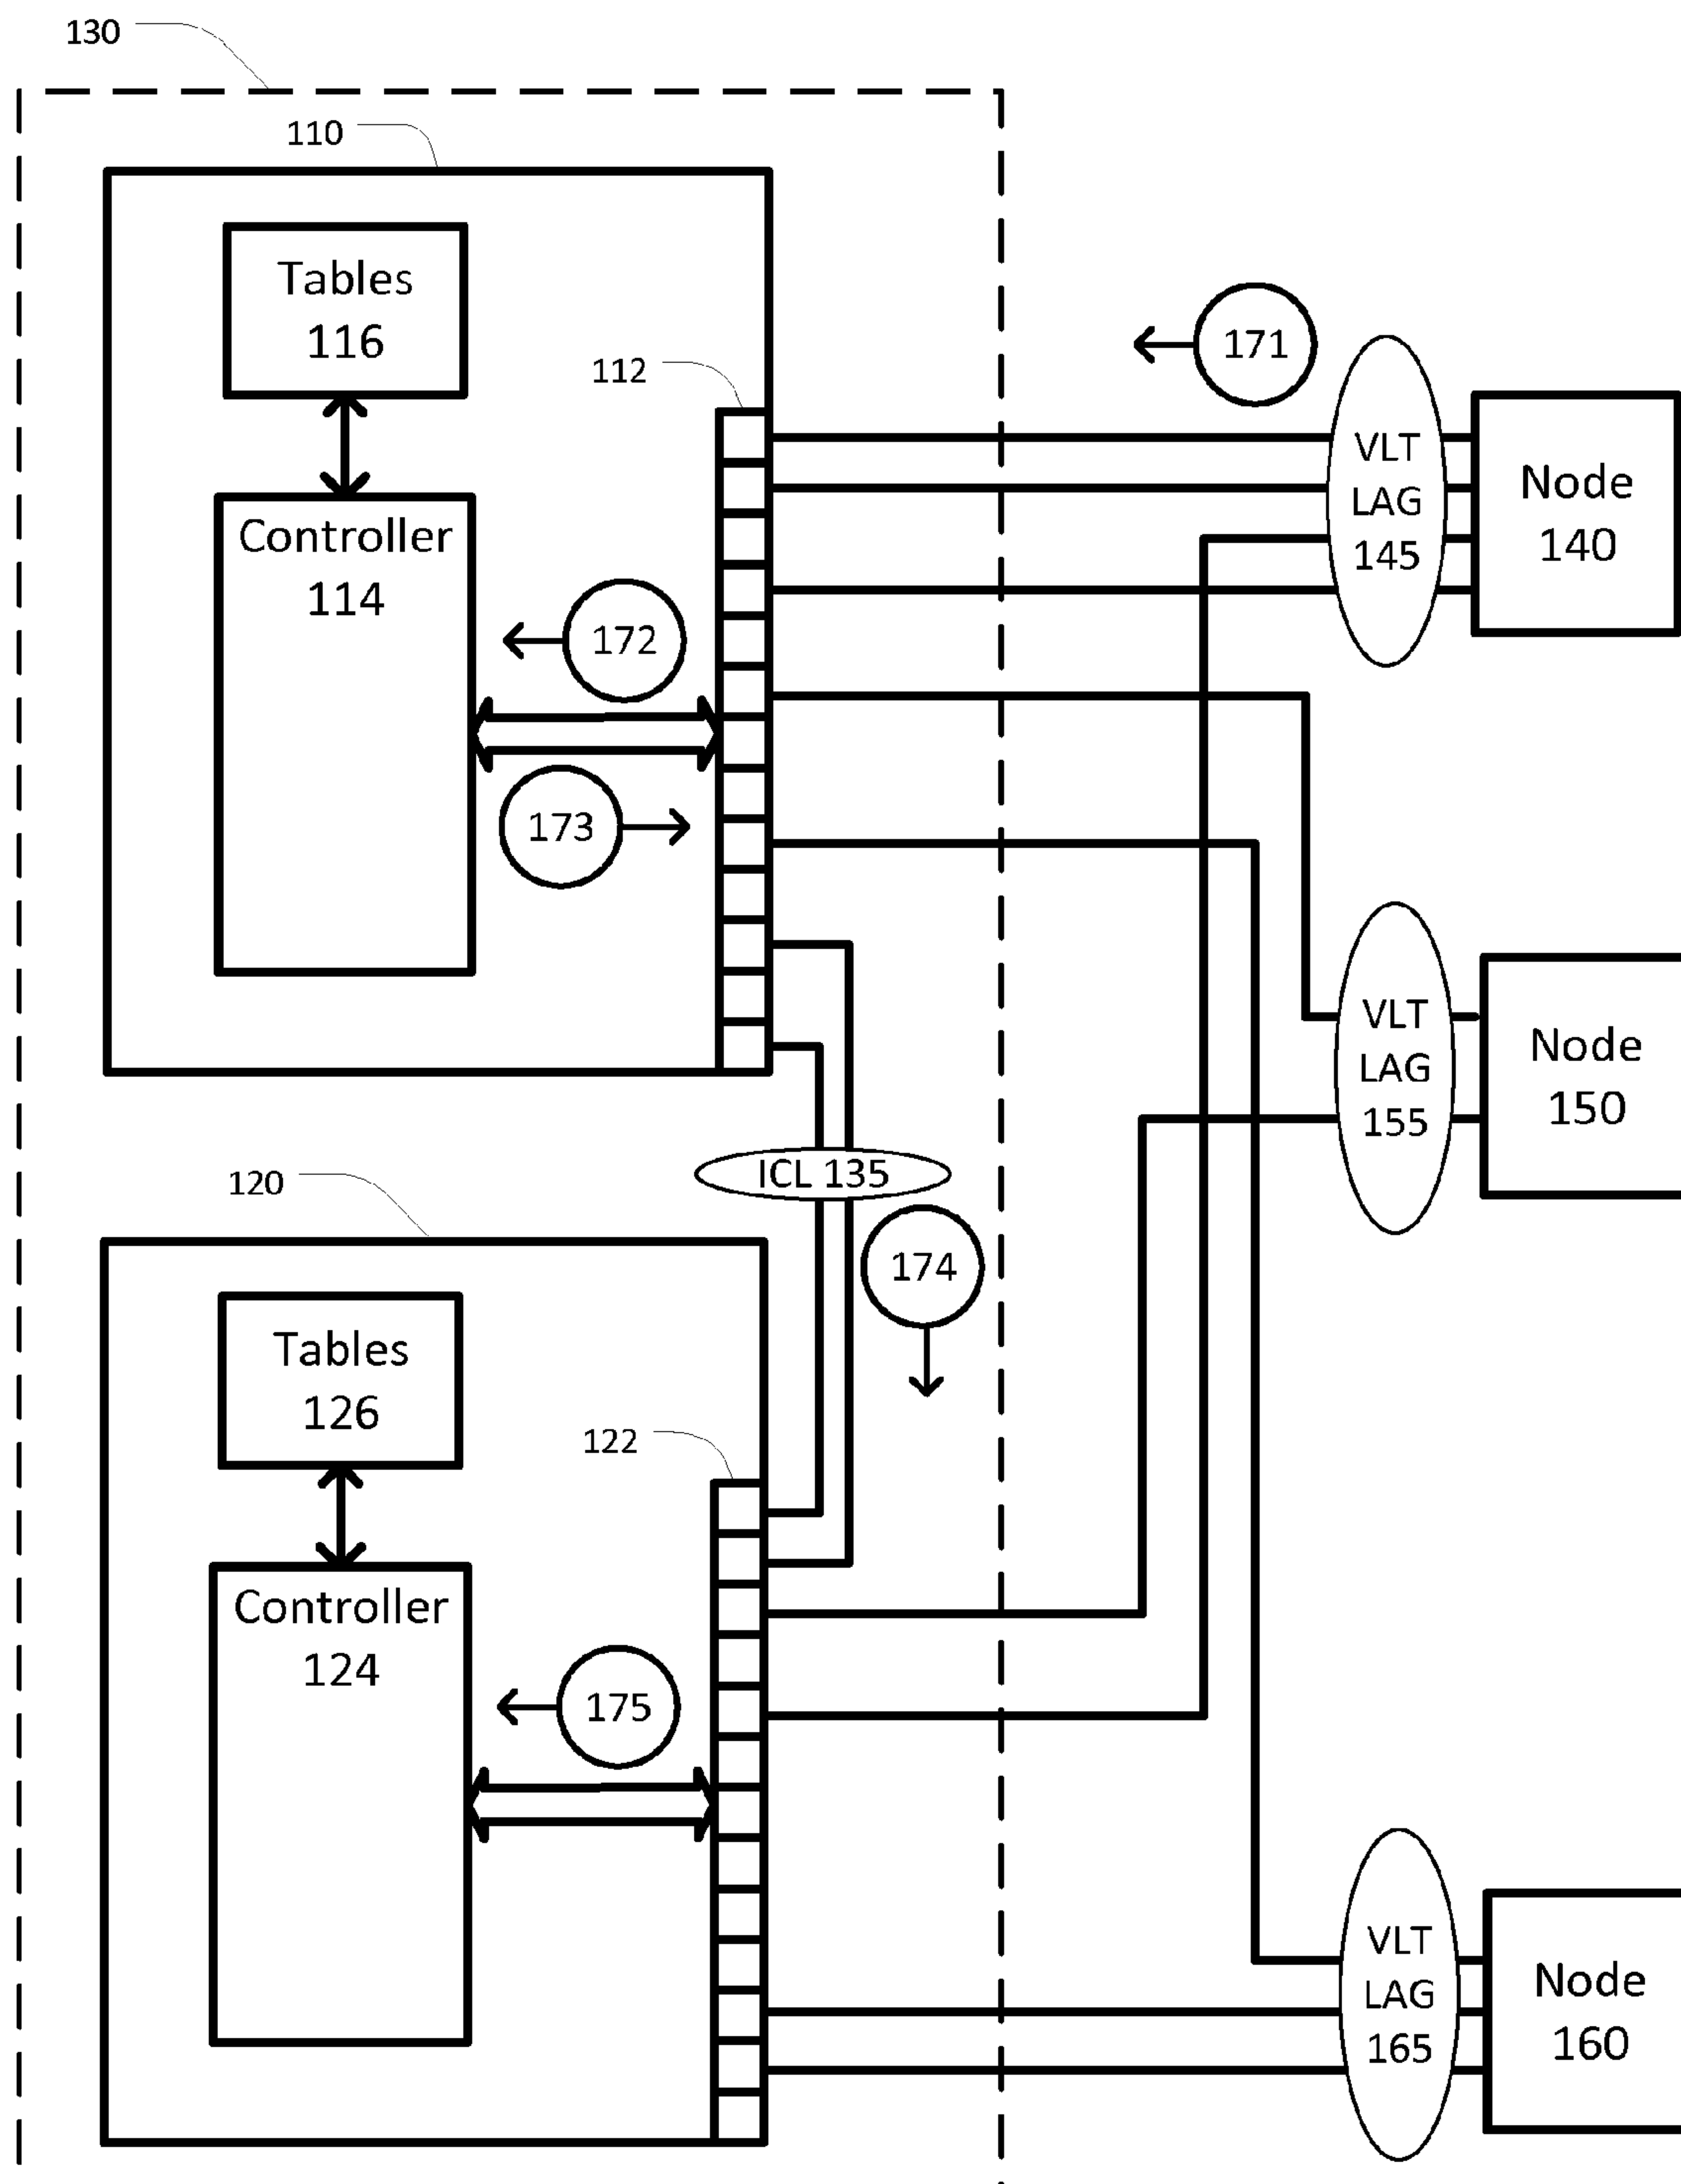 130
110
Tables
116
112
171
Controller
114
VLT
LAG
145
Node
140
172
173
VLT
LAG
155
Node
150
ICL 135
120
174
Tables
126
122
Controller
124
175
VLT
LAG
165
Node
160